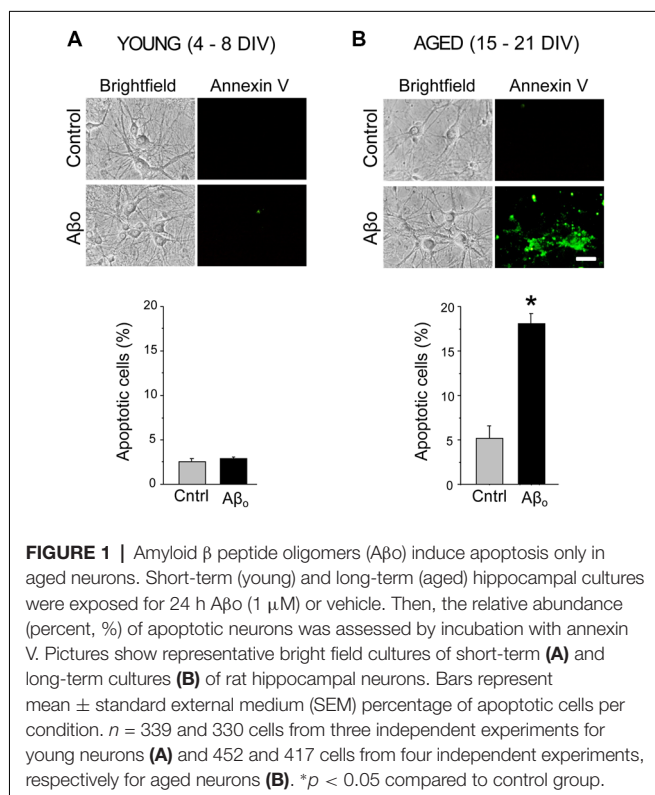 A YOUNG (4 - 8 DIV)
Brightfield Annexin V
Control
Aβo
20
15
10
5
0
Apoptotic cells (%)
Cntrl Aβo
B AGED (15 - 21 DIV)
Brightfield Annexin V
Control
Aβo
*
20
15
10
5
0
Apoptotic cells (%)
Cntrl Aβo
FIGURE 1 | Amyloid β peptide oligomers (Aβo) induce apoptosis only in
aged neurons. Short-term (young) and long-term (aged) hippocampal cultures
were exposed for 24 h Aβo (1 μM) or vehicle. Then, the relative abundance
(percent, %) of apoptotic neurons was assessed by incubation with annexin
V. Pictures show representative bright field cultures of short-term (A) and
long-term cultures (B) of rat hippocampal neurons. Bars represent
mean ± standard external medium (SEM) percentage of apoptotic cells per
condition. n = 339 and 330 cells from three independent experiments for
young neurons (A) and 452 and 417 cells from four independent experiments,
respectively for aged neurons (B). *p < 0.05 compared to control group.